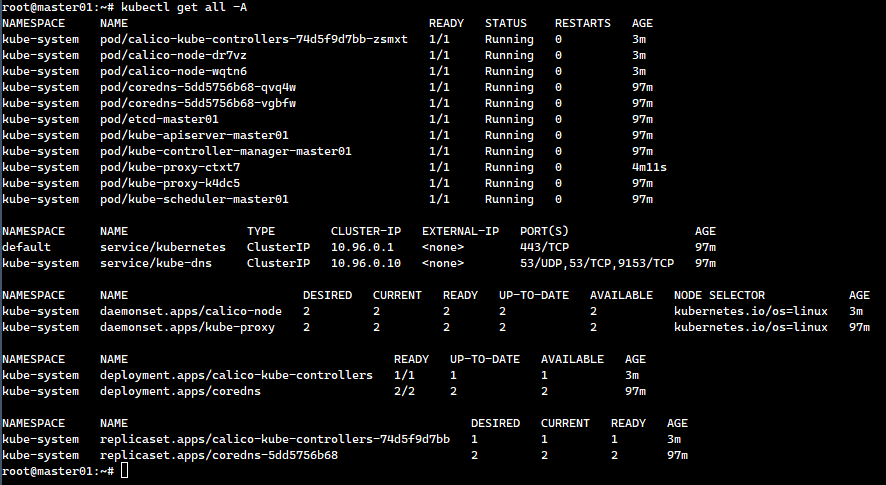 root@master01:~# kubectl get all -A
NAMESPACE     NAME                                           READY   STATUS    RESTARTS   AGE
kube-system   pod/calico-kube-controllers-74d5f9d7bb-zsmxt   1/1     Running   0          3m
kube-system   pod/calico-node-dr7vz                          1/1     Running   0          3m
kube-system   pod/calico-node-wqtn6                          1/1     Running   0          3m
kube-system   pod/coredns-5dd5756b68-qvq4w                   1/1     Running   0          97m
kube-system   pod/coredns-5dd5756b68-vgbfw                   1/1     Running   0          97m
kube-system   pod/etcd-master01                              1/1     Running   0          97m
kube-system   pod/kube-apiserver-master01                    1/1     Running   0          97m
kube-system   pod/kube-controller-manager-master01           1/1     Running   0          97m
kube-system   pod/kube-proxy-ctxt7                           1/1     Running   0          4m11s
kube-system   pod/kube-proxy-k4dc5                           1/1     Running   0          97m
kube-system   pod/kube-scheduler-master01                    1/1     Running   0          97m

NAMESPACE     NAME                 TYPE        CLUSTER-IP   EXTERNAL-IP   PORT(S)                  AGE
default       service/kubernetes   ClusterIP   10.96.0.1    <none>        443/TCP                  97m
kube-system   service/kube-dns     ClusterIP   10.96.0.10   <none>        53/UDP,53/TCP,9153/TCP   97m

NAMESPACE     NAME                         DESIRED   CURRENT   READY   UP-TO-DATE   AVAILABLE   NODE SELECTOR            AGE
kube-system   daemonset.apps/calico-node   2         2         2       2            2           kubernetes.io/os=linux   3m
kube-system   daemonset.apps/kube-proxy    2         2         2       2            2           kubernetes.io/os=linux   97m

NAMESPACE     NAME                                      READY   UP-TO-DATE   AVAILABLE   AGE
kube-system   deployment.apps/calico-kube-controllers   1/1     1            1           3m
kube-system   deployment.apps/coredns                   2/2     2            2           97m

NAMESPACE     NAME                                                 DESIRED   CURRENT   READY   AGE
kube-system   replicaset.apps/calico-kube-controllers-74d5f9d7bb   1         1         1       3m
kube-system   replicaset.apps/coredns-5dd5756b68                   2         2         2       97m
root@master01:~#